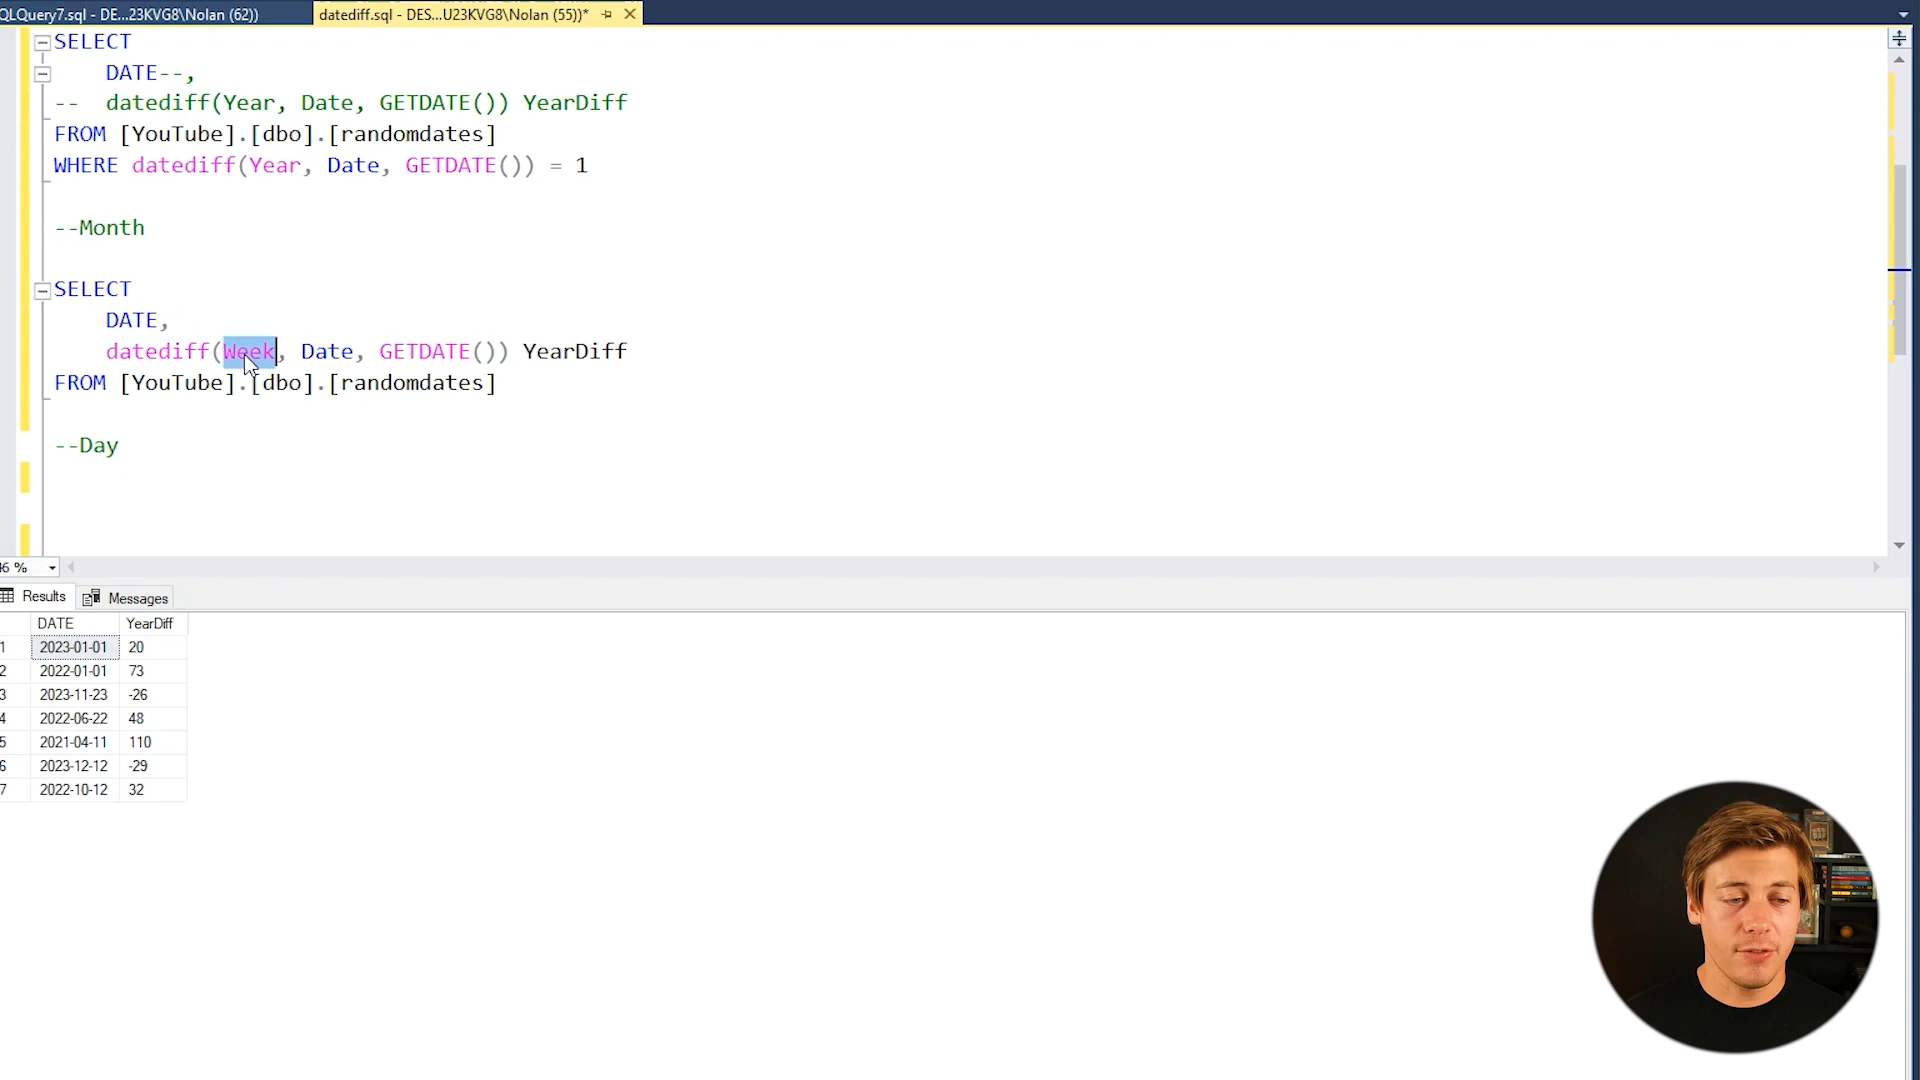 QLQuery7.sql - DE...23KVG8\Nolan (62))
datediff.sql - DES...U23KVG8\Nolan (55))*
SELECT
DATE--,
-- datediff(Year, Date, GETDATE()) YearDiff
FROM [YouTube].[dbo].[randomdates]
WHERE datediff(Year, Date, GETDATE()) = 1
--Month
SELECT
DATE,
datediff(Week, Date, GETDATE()) YearDiff
FROM [YouTube].[dbo].[randomdates]
--Day
46 %
Results Messages
DATE YearDiff
1 2023-01-01 20
2 2022-01-01 73
3 2023-11-23 -26
4 2022-06-22 48
5 2021-04-11 110
6 2023-12-12 -29
7 2022-10-12 32